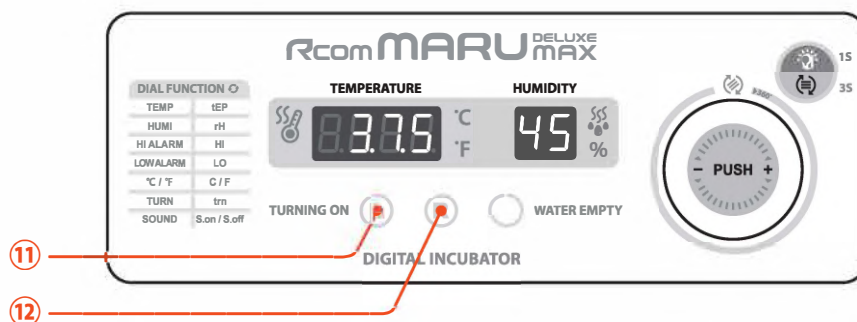 Rcom MARU DELUXE MAX
1S
3S
>360°
DIAL FUNCTION
TEMP tEP
HUMI rH
HI ALARM HI
LOW ALARM LO
°C / °F C / F
TURN trn
SOUND S.on / S.off
TEMPERATURE
HUMIDITY
37.5
°C
°F
45
%
- PUSH +
TURNING ON
WATER EMPTY
DIGITAL INCUBATOR
⑪
⑫